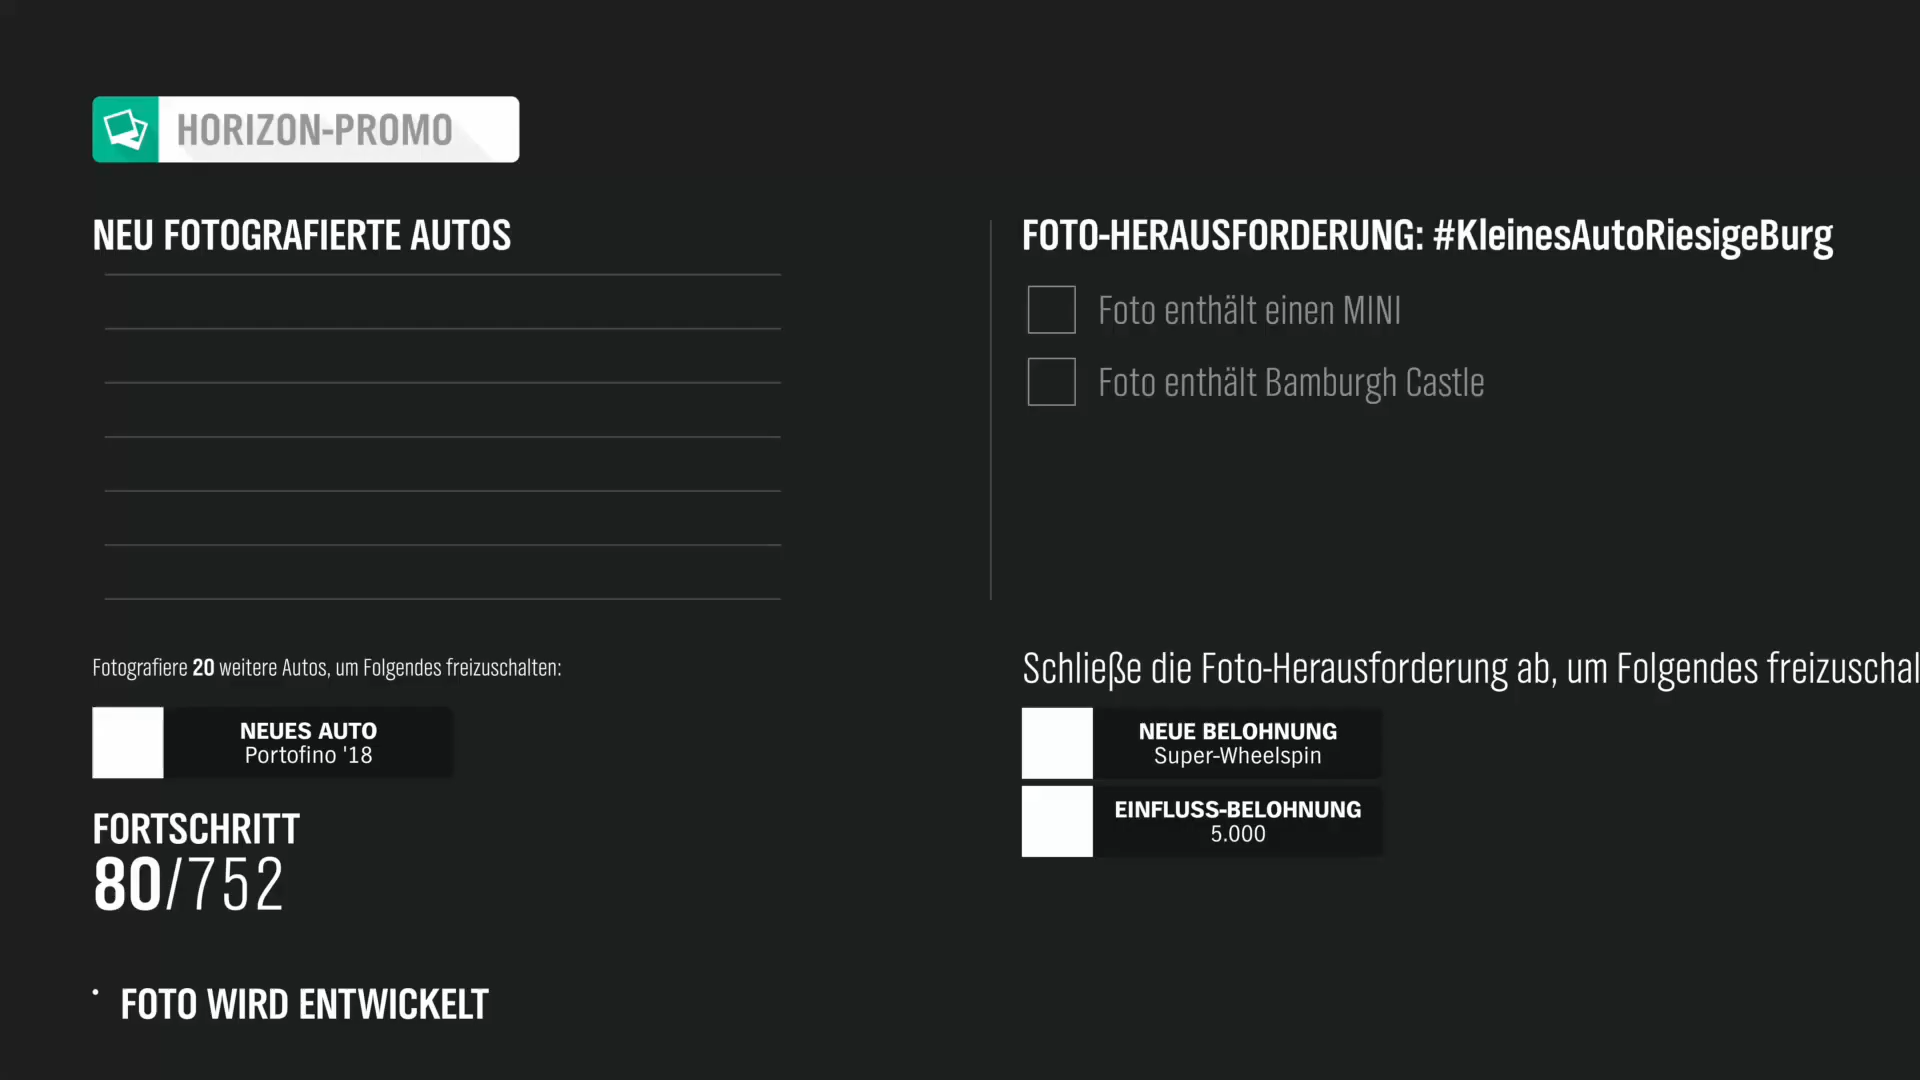 HORIZON-PROMO
NEU FOTOGRAFIERTE AUTOS
Fotografiere 20 weitere Autos, um Folgendes freizuschalten:
NEUES AUTO
Portofino '18
FORTSCHRITT
80/752
FOTO WIRD ENTWICKELT
FOTO-HERAUSFORDERUNG: #KleinesAutoRiesigeBurg
Foto enthält einen MINI
Foto enthält Bamburgh Castle
Schließe die Foto-Herausforderung ab, um Folgendes freizuschal
NEUE BELOHNUNG
Super-Wheelspin
EINFLUSS-BELOHNUNG
5.000